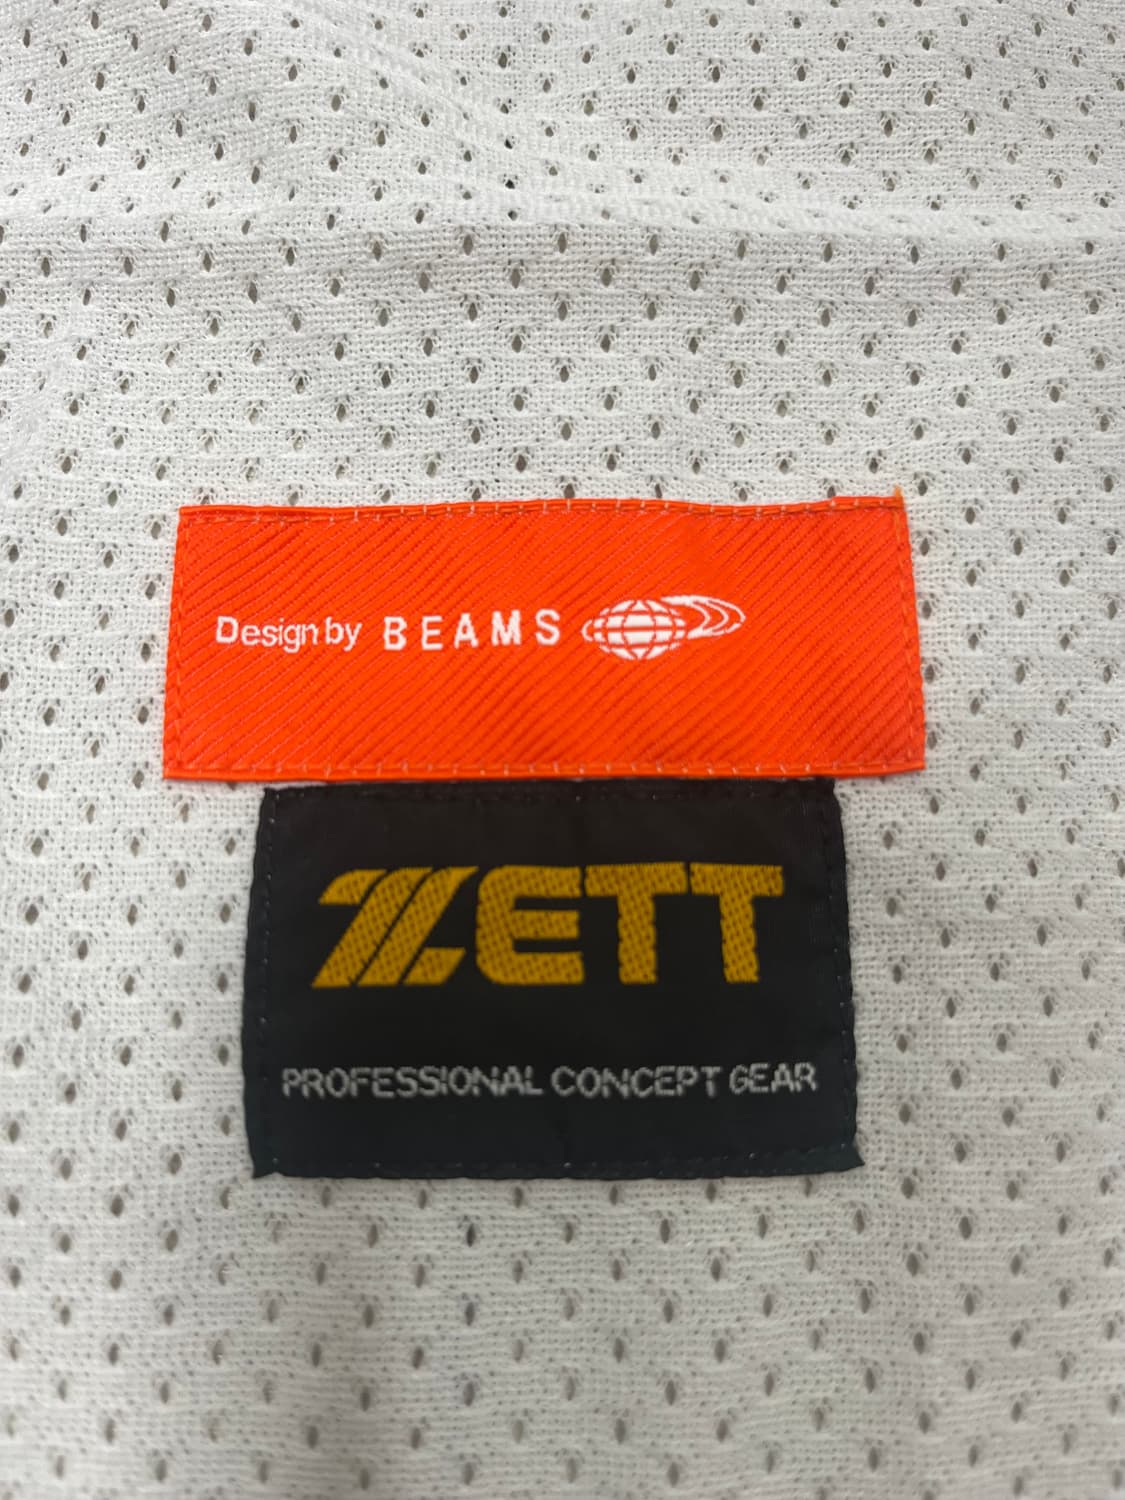 Design by BEAMS
ZETT
PROFESSIONAL CONCEPT GEAR